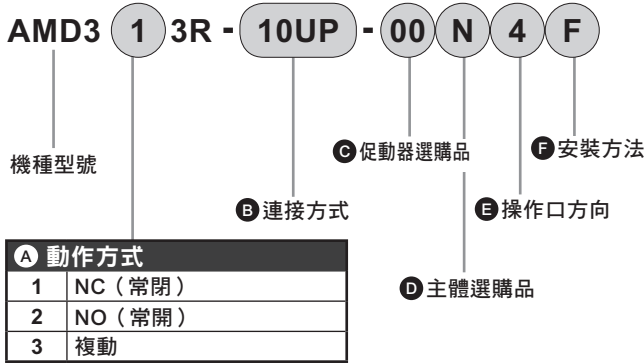 AMD3 1 3R - 10UP - 00 N 4 F
機種型號
C 促動器選購品
F 安裝方法
B 連接方式
E 操作口方向
D 主體選購品
A 動作方式
1 NC（常閉）
2 NO（常開）
3 複動